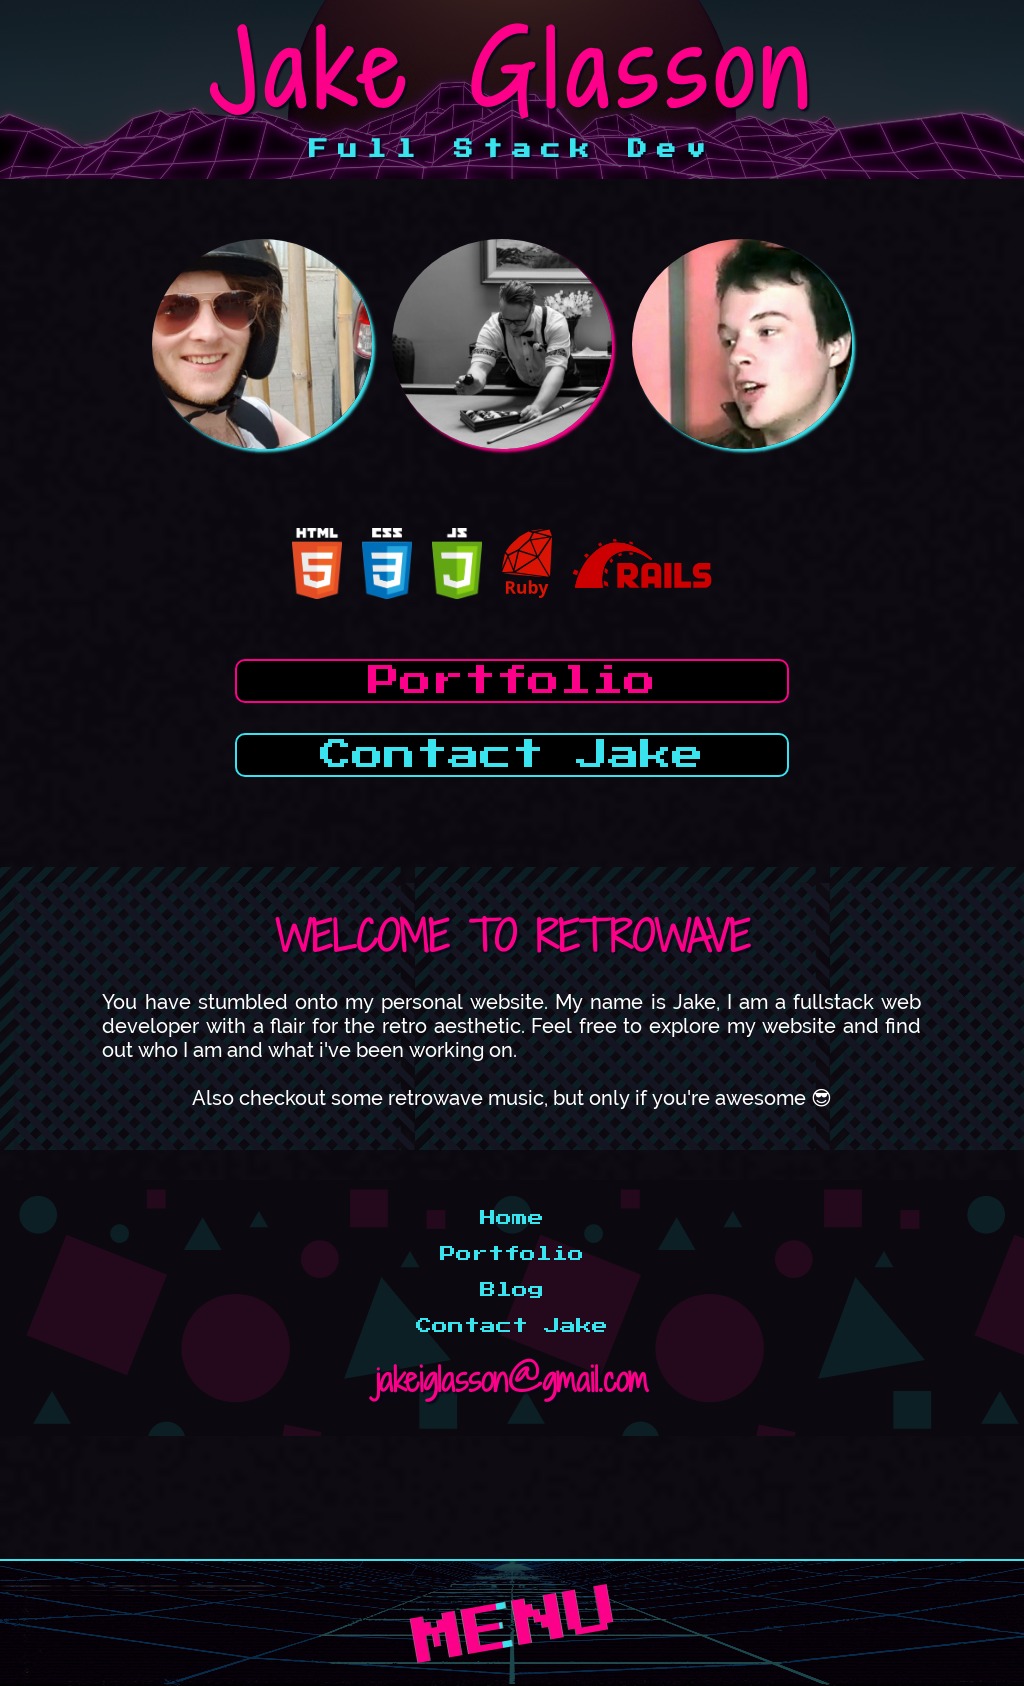 Jake Glasson
Full Stack Dev
HTML CSS JS
5 3 J
Ruby RAILS
Portfolio
Contact Jake
WELCOME TO RETROWAVE
You have stumbled onto my personal website. My name is Jake, I am a fullstack web
developer with a flair for the retro aesthetic. Feel free to explore my website and find
out who I am and what i've been working on.
Also checkout some retrowave music, but only if you're awesome 😎
Home
Portfolio
Blog
Contact Jake
jakeiglasson@gmail.com
MENU